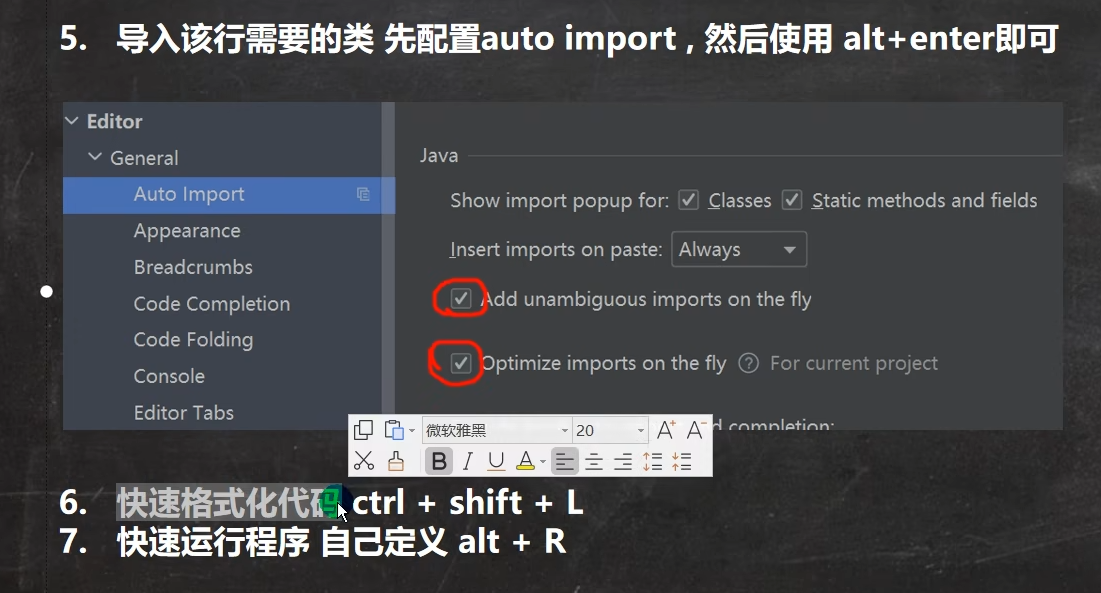 5. 导入该行需要的类 先配置auto import，然后使用 alt+enter即可
Editor
General
Auto Import
Appearance
Breadcrumbs
Code Completion
Code Folding
Console
Editor Tabs
Java
Show import popup for: Classes Static methods and fields
Insert imports on paste: Always
Add unambiguous imports on the fly
Optimize imports on the fly ? For current project
completion:
微软雅黑 20 A+ A-
B I U A
6. 快速格式化代码 ctrl + shift + L
7. 快速运行程序 自己定义 alt + R